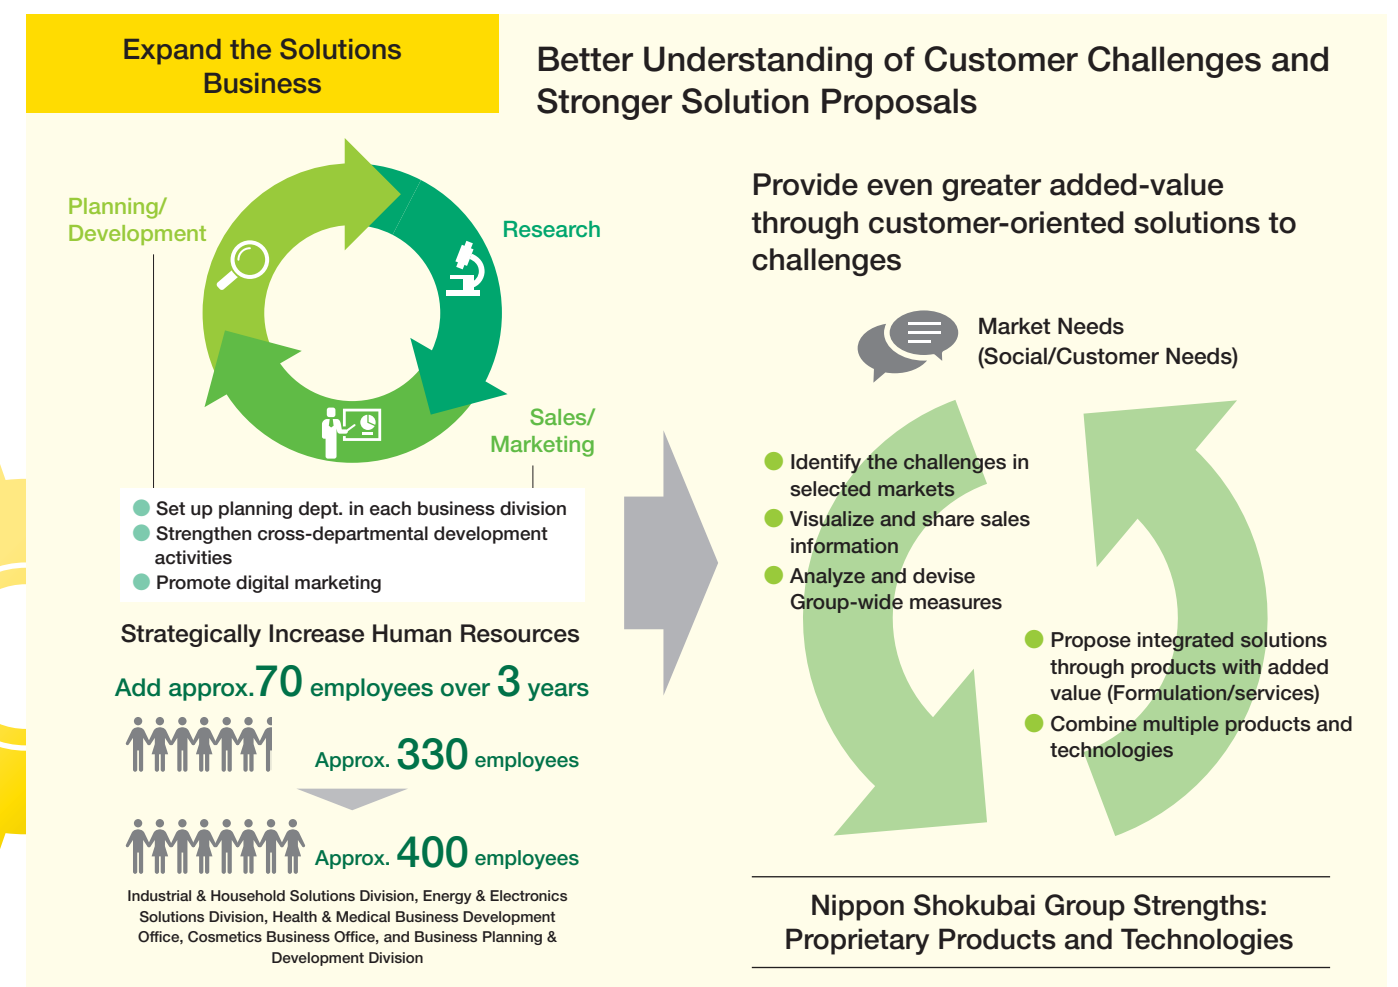 Expand the Solutions
Business
Better Understanding of Customer Challenges and
Stronger Solution Proposals
Planning/
Development
Research
Sales/
Marketing
Set up planning dept. in each business division
Strengthen cross-departmental development
activities
Promote digital marketing
Strategically Increase Human Resources
Add approx.70 employees over 3 years
Approx. 330 employees
Approx. 400 employees
Industrial & Household Solutions Division, Energy & Electronics
Solutions Division, Health & Medical Business Development
Office, Cosmetics Business Office, and Business Planning &
Development Division
Provide even greater added-value
through customer-oriented solutions to
challenges
Market Needs
(Social/Customer Needs)
Identify the challenges in
selected markets
Visualize and share sales
information
Analyze and devise
Group-wide measures
Propose integrated solutions
through products with added
value (Formulation/services)
Combine multiple products and
technologies
Nippon Shokubai Group Strengths:
Proprietary Products and Technologies